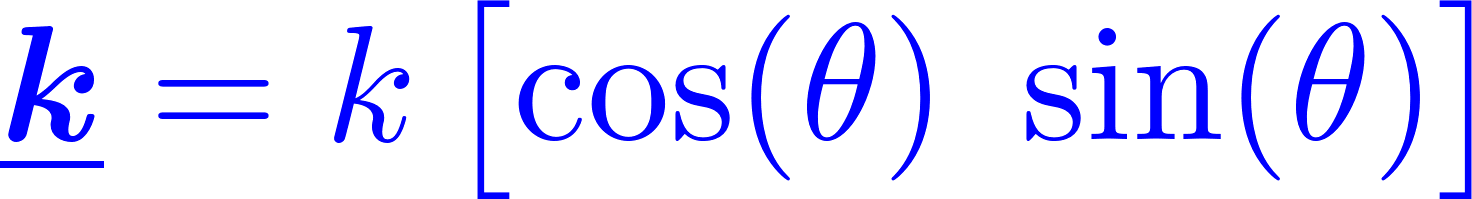 k = k [cos(θ) sin(θ)]